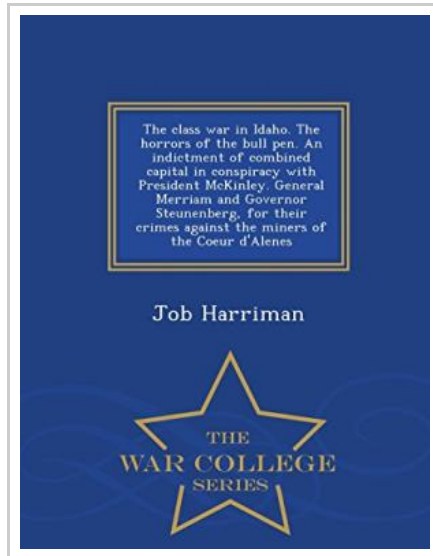 The class war in Idaho. The
horrors of the bull pen. An
indictment of combined
capital in conspiracy with
President McKinley. General
Merriam and Governor
Steunenberg, for their
crimes against the miners of
the Coeur d'Alenes
Job Harriman
THE
WAR COLLEGE
SERIES